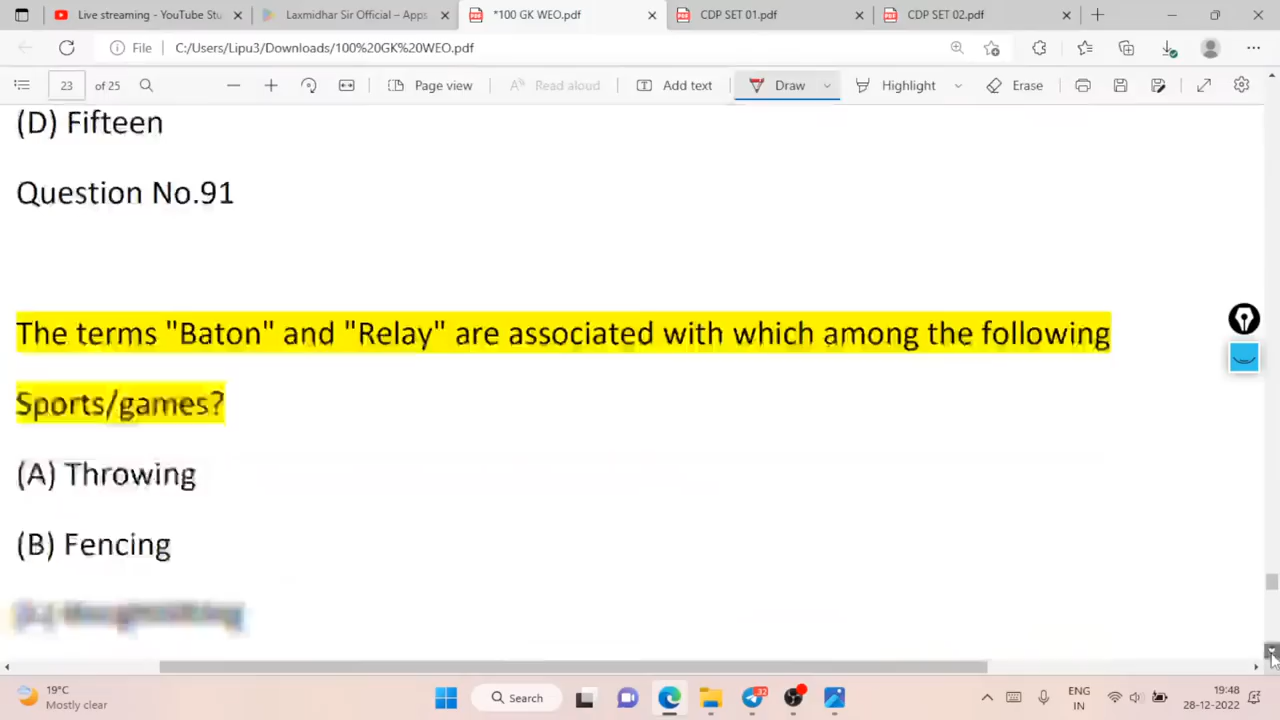 Live streaming - YouTube Stu
Laxmidhar Sir Official – Apps
*100 GK WEO.pdf
CDP SET 01.pdf
CDP SET 02.pdf
File
C:/Users/Lipu3/Downloads/100%20GK%20WEO.pdf
23 of 25
Page view
Read aloud
Add text
Draw
Highlight
Erase
(D) Fifteen
Question No.91
The terms "Baton" and "Relay" are associated with which among the following
Sports/games?
(A) Throwing
(B) Fencing
19°C
Mostly clear
Search
32
ENG
IN
19:48
28-12-2022